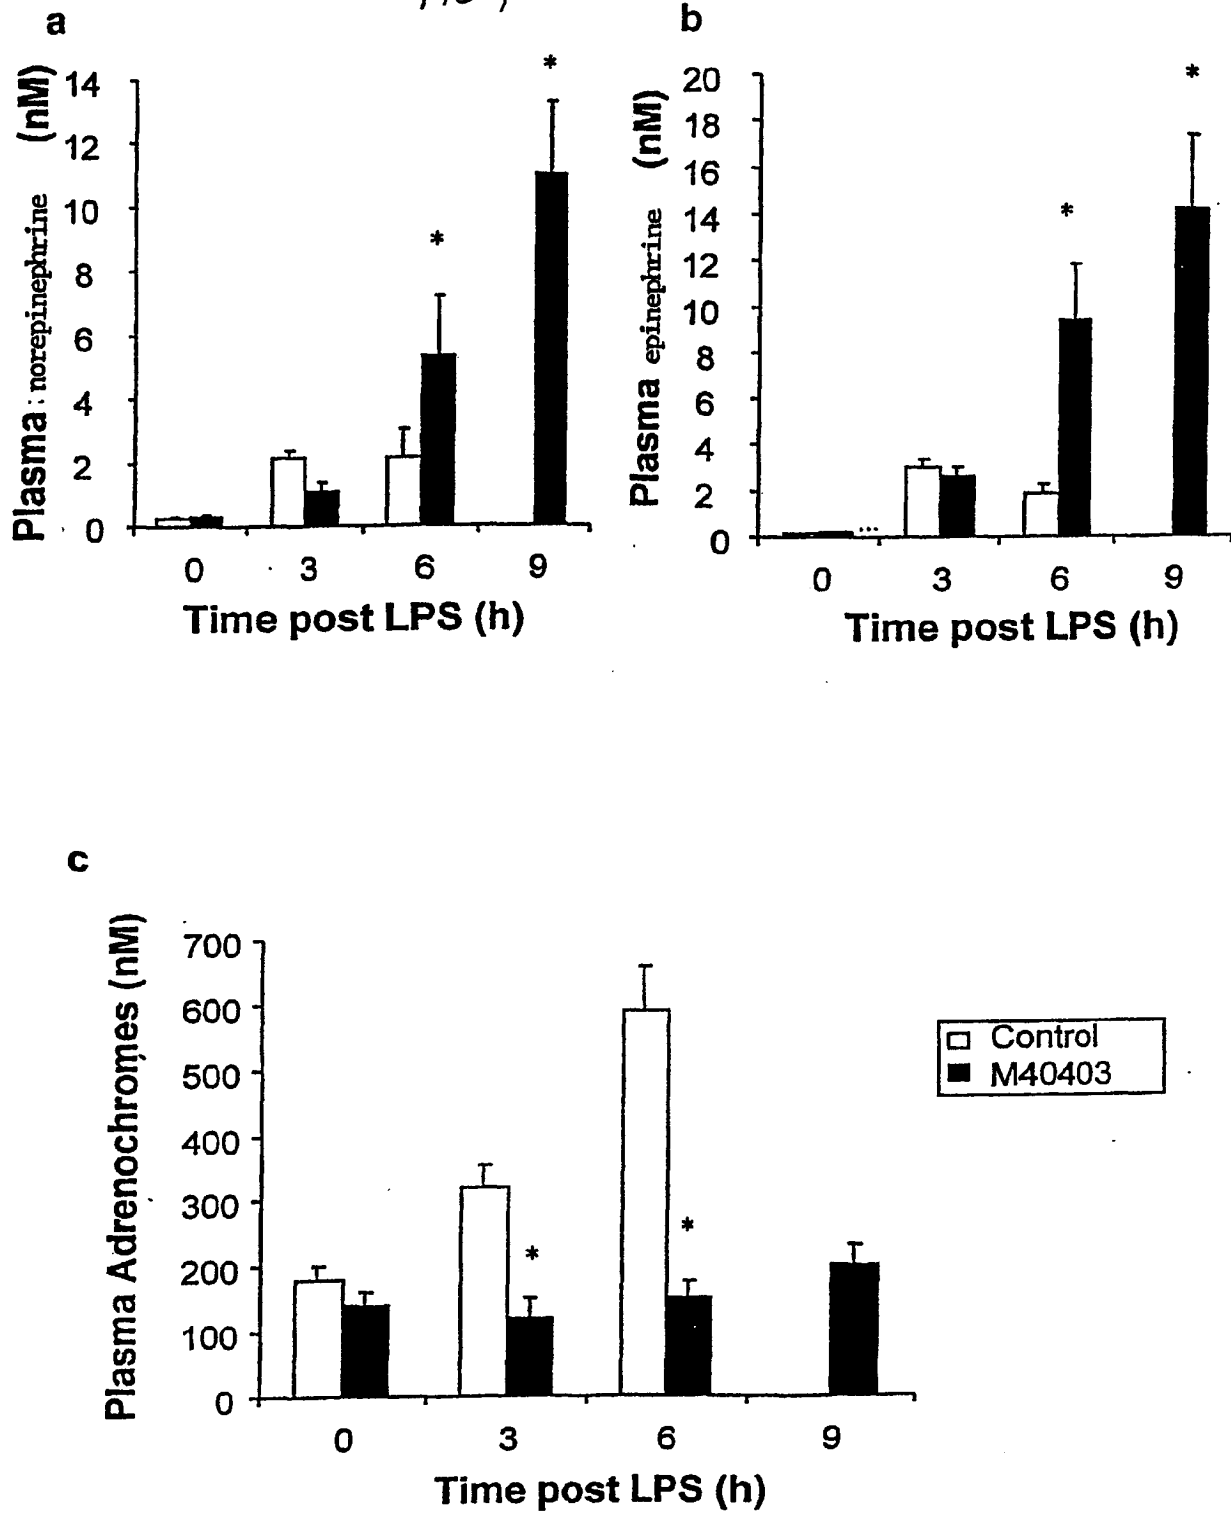 a
Plasma norepinephrine (nM)
14
12
10
8
6
4
2
0
*
*
0 3 6 9
Time post LPS (h)
b
Plasma epinephrine (nM)
20
18
16
14
12
10
8
6
4
2
0
*
*
0 3 6 9
Time post LPS (h)
c
Plasma Adrenochromes (nM)
700
600
500
400
300
200
100
0
*
*
0 3 6 9
Time post LPS (h)
Control
M40403